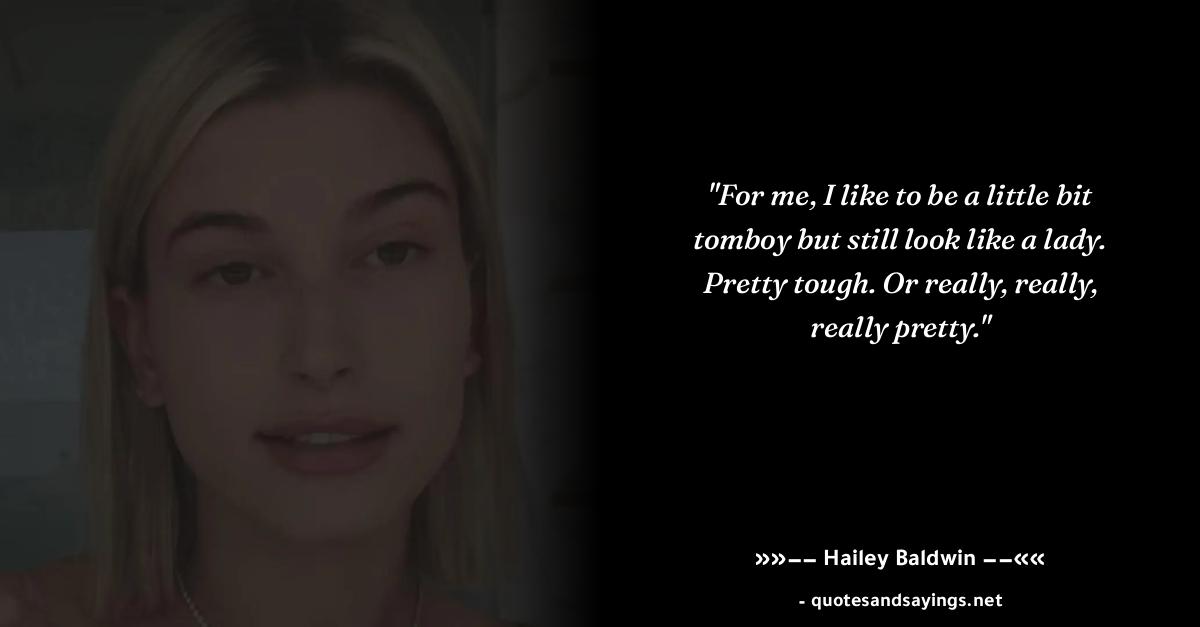 "For me, I like to be a little bit
tomboy but still look like a lady.
Pretty tough. Or really, really,
really pretty."
»»–– Hailey Baldwin ––««
- quotesandsayings.net